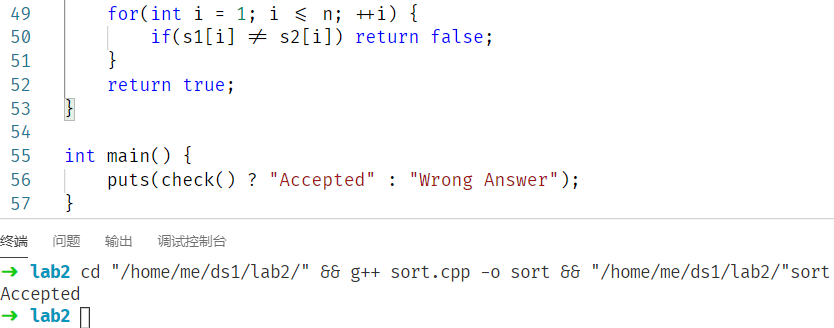 49 for(int i = 1; i <= n; ++i) {
50 if(s1[i] != s2[i]) return false;
51 }
52 return true;
53 }
54
55 int main() {
56 puts(check() ? "Accepted" : "Wrong Answer");
57 }
终端 问题 输出 调试控制台
➜ lab2 cd "/home/me/ds1/lab2/" && g++ sort.cpp -o sort && "/home/me/ds1/lab2/"sort
Accepted
➜ lab2